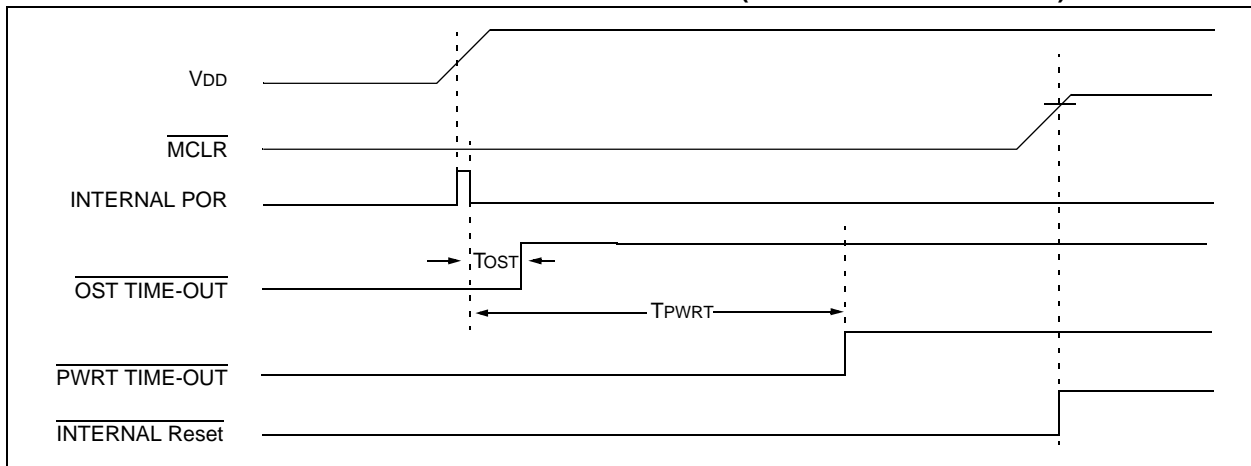 VDD
MCLR
INTERNAL POR
TOST
OST TIME-OUT
TPWRT
PWRT TIME-OUT
INTERNAL Reset